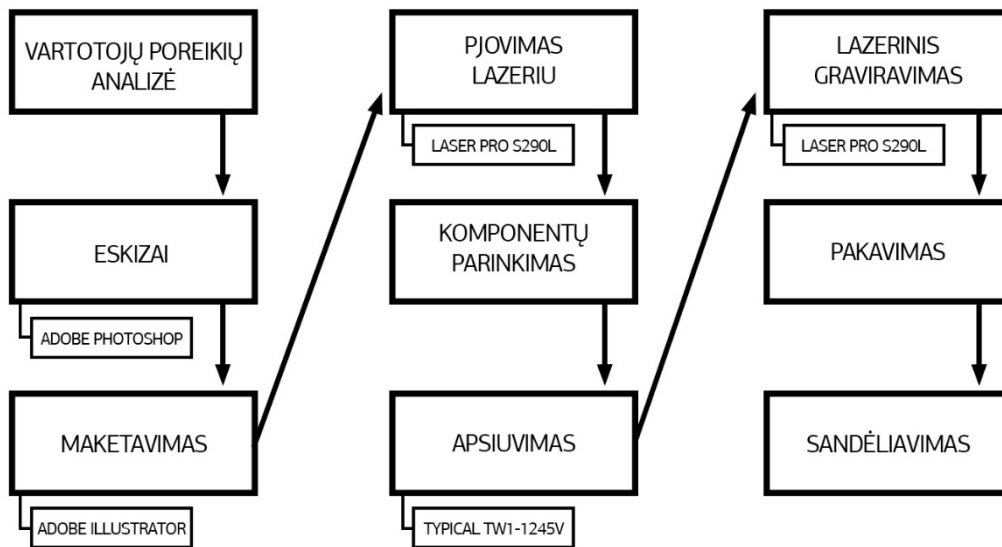 VARTOTOJŲ POREIKIŲ
ANALIZĖ
ESKIZAI
ADOBE PHOTOSHOP
MAKETAVIMAS
ADOBE ILLUSTRATOR
PJOVIMAS
LAZERIU
LASER PRO S290L
KOMPONENTŲ
PARINKIMAS
APSIUVIMAS
TYPICAL TW1-1245V
LAZERINIS
GRAVIRAVIMAS
LASER PRO S290L
PAKAVIMAS
SANDĖLIAVIMAS